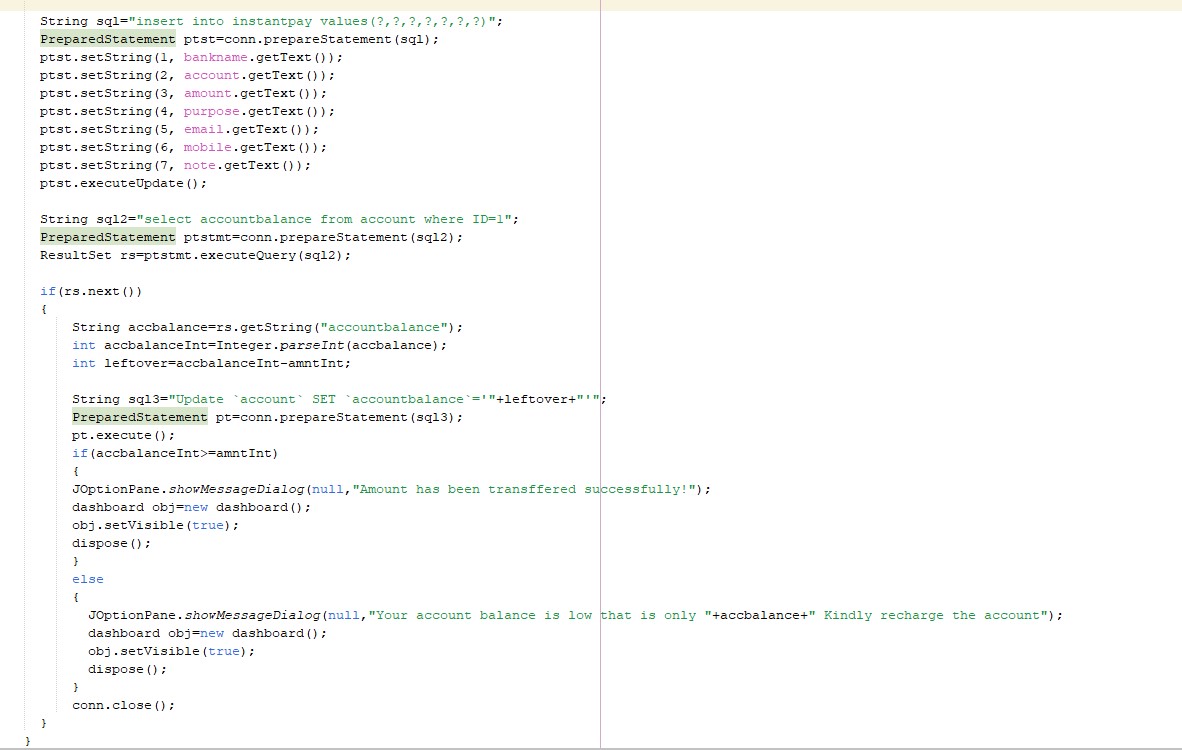 String sql="insert into instantpay values(?,?,?,?,?,?,?)";
PreparedStatement ptst=conn.prepareStatement(sql);
ptst.setString(1, bankname.getText());
ptst.setString(2, account.getText());
ptst.setString(3, amount.getText());
ptst.setString(4, purpose.getText());
ptst.setString(5, email.getText());
ptst.setString(6, mobile.getText());
ptst.setString(7, note.getText());
ptst.executeUpdate();
String sql2="select accountbalance from account where ID=1";
PreparedStatement ptstmt=conn.prepareStatement(sql2);
ResultSet rs=ptstmt.executeQuery(sql2);
if(rs.next())
{
String accbalance=rs.getString("accountbalance");
int accbalanceInt=Integer.parseInt(accbalance);
int leftover=accbalanceInt-amntInt;
String sql3="Update `account` SET `accountbalance`='"+leftover+"'";
PreparedStatement pt=conn.prepareStatement(sql3);
pt.execute();
if(accbalanceInt>=amntInt)
{
JOptionPane.showMessageDialog(null,"Amount has been transffered successfully!");
dashboard obj=new dashboard();
obj.setVisible(true);
dispose();
}
else
{
JOptionPane.showMessageDialog(null,"Your account balance is low that is only "+accbalance+" Kindly recharge the account");
dashboard obj=new dashboard();
obj.setVisible(true);
dispose();
}
conn.close();
}
}